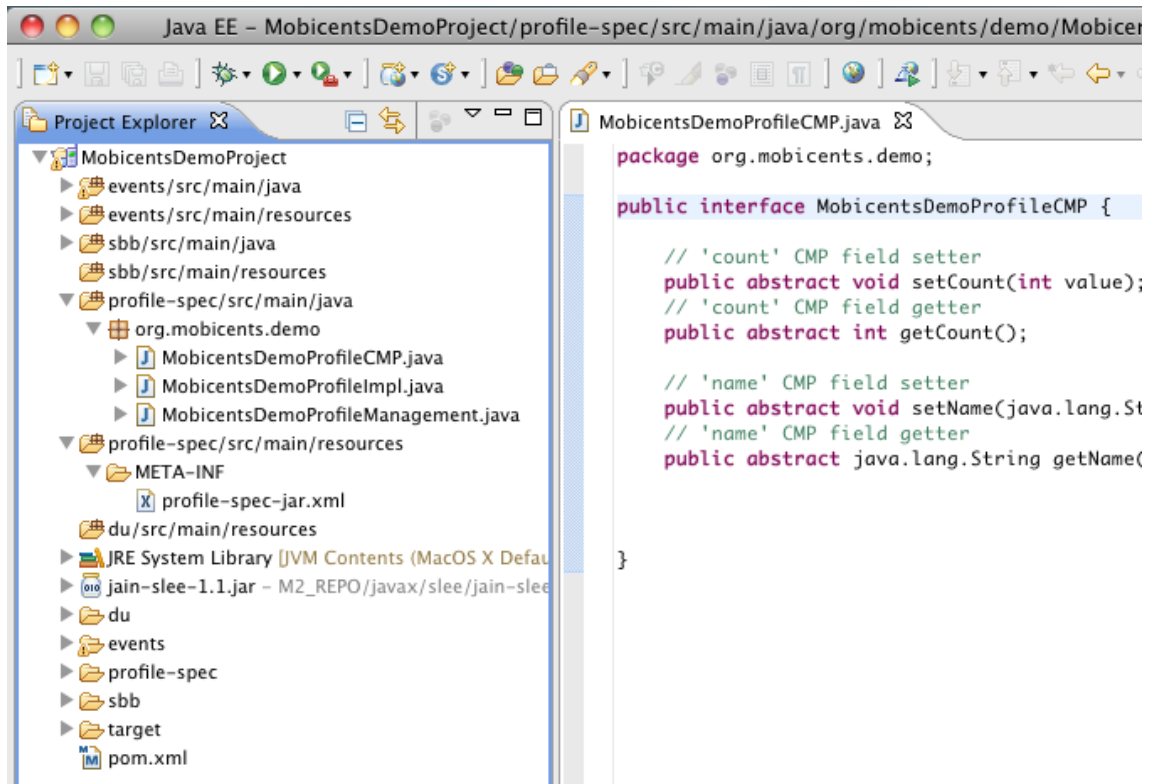 Java EE – MobicentsDemoProject/profile-spec/src/main/java/org/mobicents/demo/Mobicen
Project Explorer
MobicentsDemoProject
events/src/main/java
events/src/main/resources
sbb/src/main/java
sbb/src/main/resources
profile-spec/src/main/java
org.mobicents.demo
MobicentsDemoProfileCMP.java
MobicentsDemoProfileImpl.java
MobicentsDemoProfileManagement.java
profile-spec/src/main/resources
META-INF
profile-spec-jar.xml
du/src/main/resources
JRE System Library [JVM Contents (MacOS X Defau
jain-slee-1.1.jar – M2_REPO/javax/slee/jain-slee
du
events
profile-spec
sbb
target
pom.xml
MobicentsDemoProfileCMP.java
package org.mobicents.demo;
public interface MobicentsDemoProfileCMP {
// 'count' CMP field setter
public abstract void setCount(int value);
// 'count' CMP field getter
public abstract int getCount();
// 'name' CMP field setter
public abstract void setName(java.lang.St
// 'name' CMP field getter
public abstract java.lang.String getName(
}